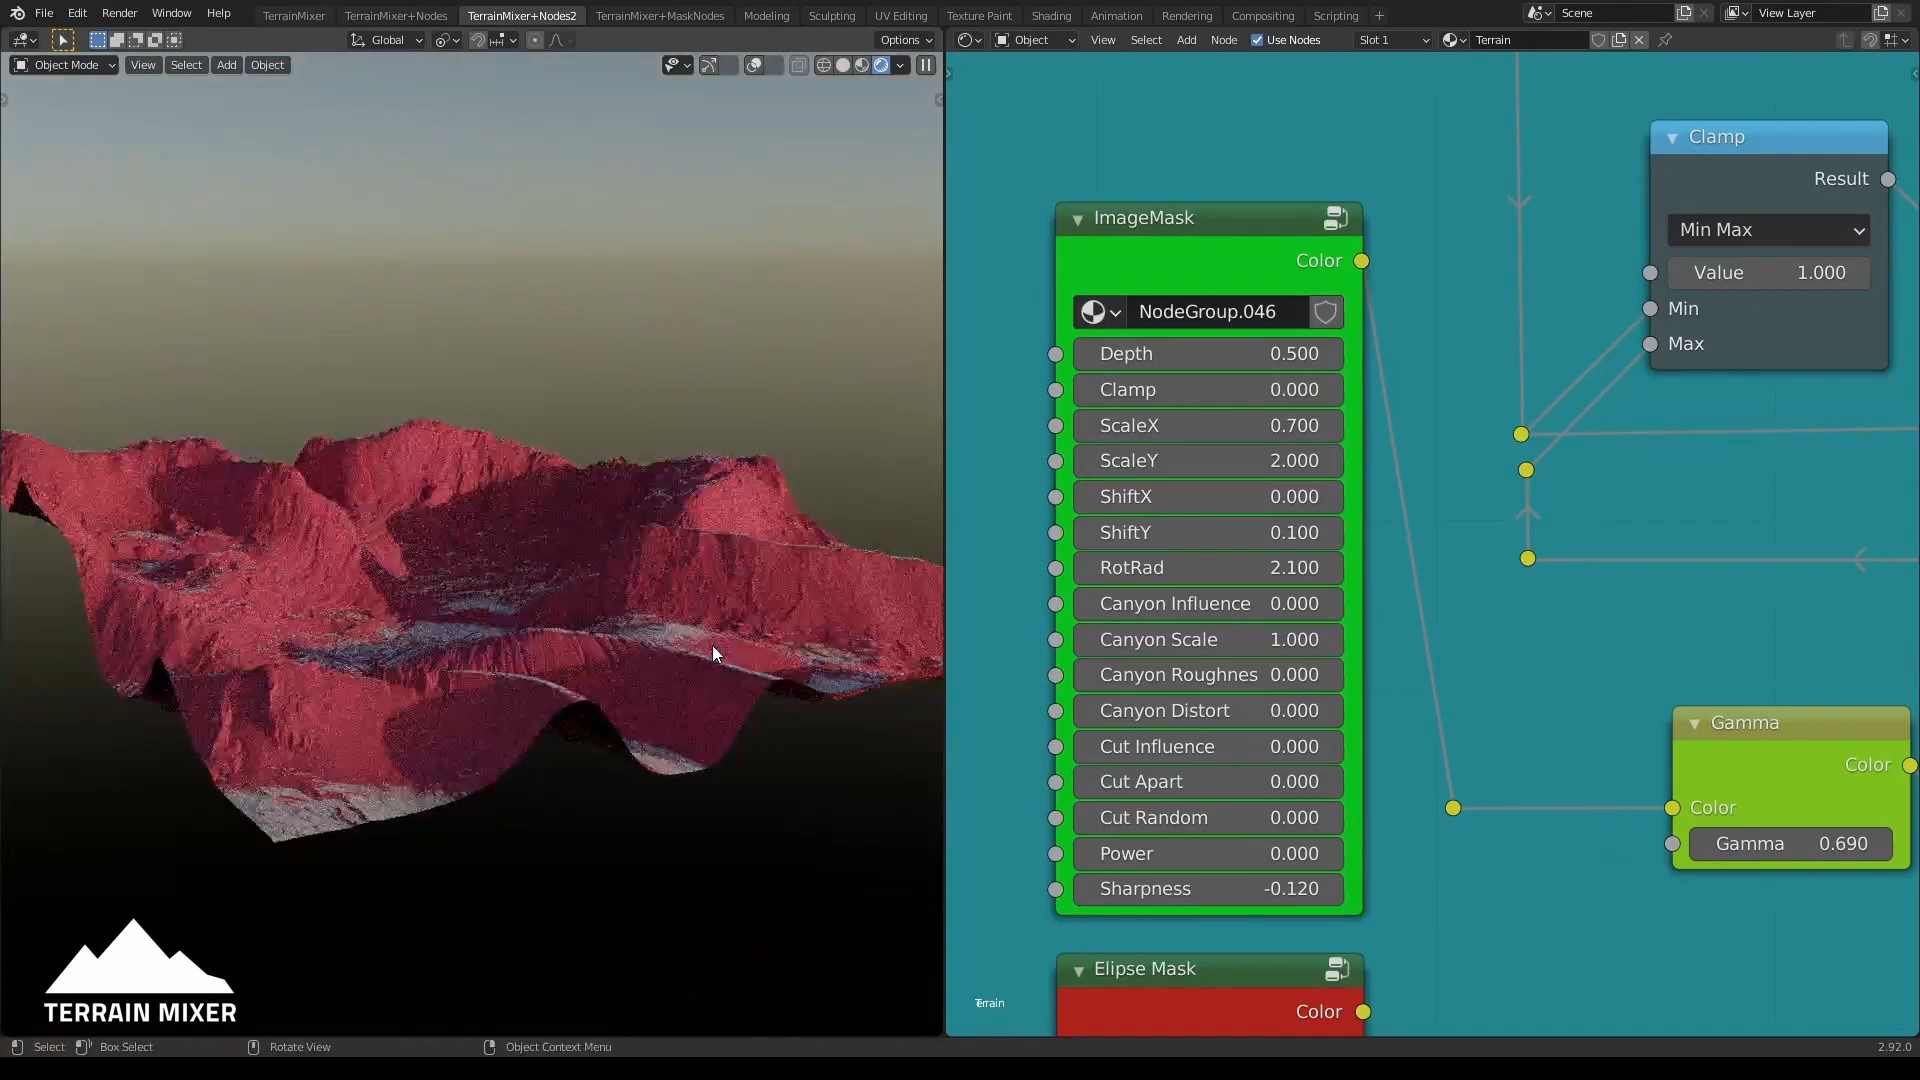 File Edit Render Window Help
TerrainMixer TerrainMixer+Nodes TerrainMixer+Nodes2 TerrainMixer+MaskNodes Modeling Sculpting UV Editing Texture Paint Shading Animation Rendering Compositing Scripting +
Scene
View Layer
Global
Options
Object View Select Add Node Use Nodes Slot 1 Terrain
Object Mode View Select Add Object
Clamp
Result
Min Max
Value 1.000
Min
Max
ImageMask
Color
NodeGroup.046
Depth 0.500
Clamp 0.000
ScaleX 0.700
ScaleY 2.000
ShiftX 0.000
ShiftY 0.100
RotRad 2.100
Canyon Influence 0.000
Canyon Scale 1.000
Canyon Roughnes 0.000
Canyon Distort 0.000
Cut Influence 0.000
Cut Apart 0.000
Cut Random 0.000
Power 0.000
Sharpness -0.120
Gamma
Color
Color
Gamma 0.690
Elipse Mask
Color
Terrain
TERRAIN MIXER
Select Box Select Rotate View Object Context Menu 2.92.0